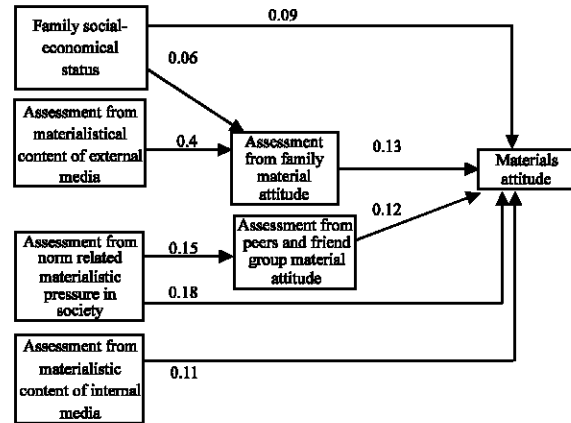 0.09
Family social-
economical
status
0.06
Assessment from
materialistical
content of external
media
0.4
Assessment
from family
material
attitude
0.13
Materials
attitude
0.12
Assessment from
peers and friend
group material
attitude
Assessment from
norm related
materialistic
pressure in
society
0.15
0.18
Assessment from
materialistic
content of internal
media
0.11